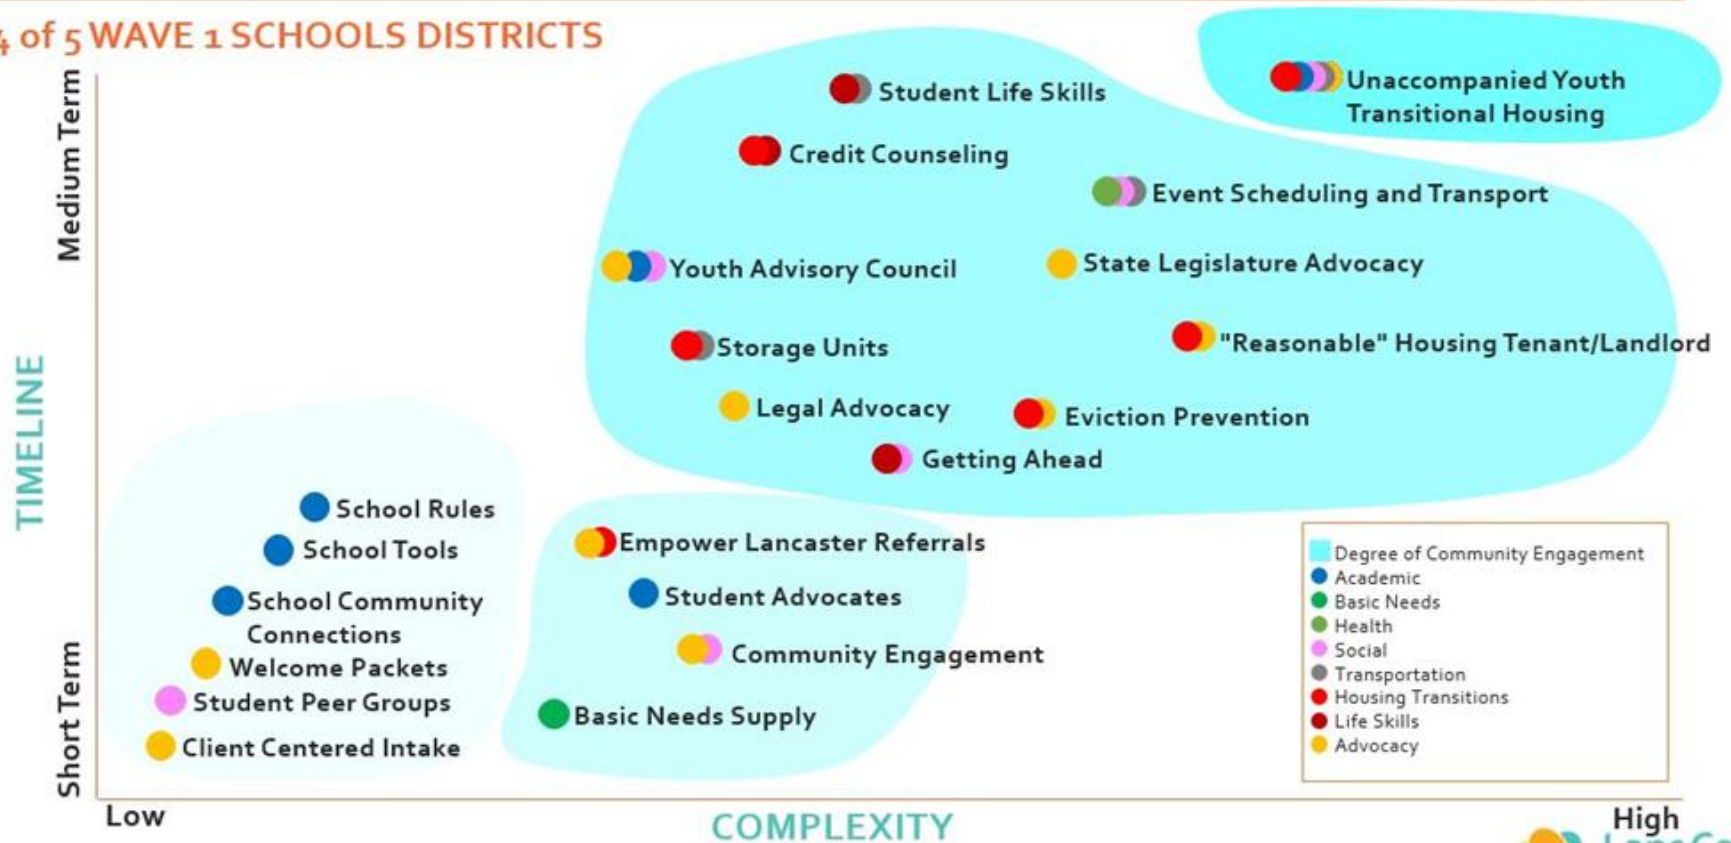 4 of 5 WAVE 1 SCHOOLS DISTRICTS
Medium Term
TIMELINE
Short Term
Student Life Skills
Unaccompanied Youth
Transitional Housing
Credit Counseling
Event Scheduling and Transport
Youth Advisory Council
State Legislature Advocacy
Storage Units
"Reasonable" Housing Tenant/Landlord
Legal Advocacy
Eviction Prevention
Getting Ahead
School Rules
School Tools
School Community
Connections
Welcome Packets
Student Peer Groups
Client Centered Intake
Empower Lancaster Referrals
Student Advocates
Community Engagement
Basic Needs Supply
Degree of Community Engagement
Academic
Basic Needs
Health
Social
Transportation
Housing Transitions
Life Skills
Advocacy
Low
COMPLEXITY
High